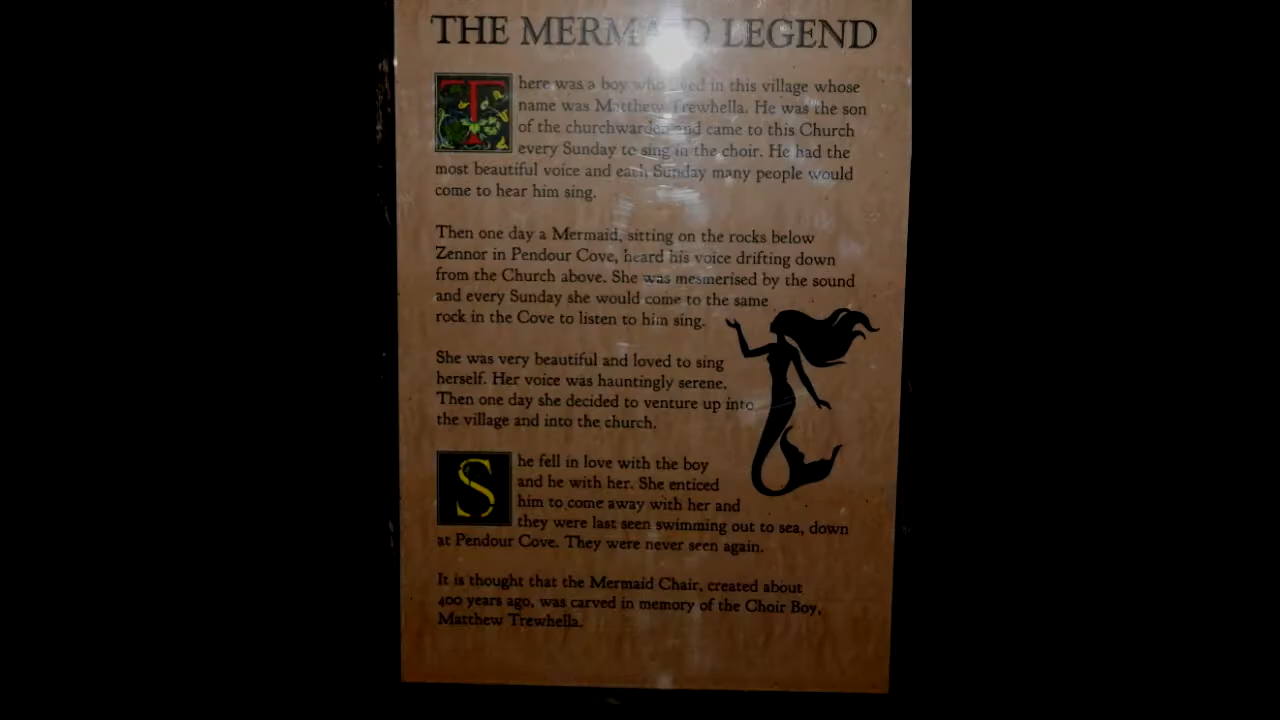 THE MERMAID LEGEND
There was a boy who lived in this village whose
name was Matthew Trewhella. He was the son
of the churchwarden and came to this Church
every Sunday to sing in the choir. He had the
most beautiful voice and each Sunday many people would
come to hear him sing.
Then one day a Mermaid, sitting on the rocks below
Zennor in Pendour Cove, heard his voice drifting down
from the Church above. She was mesmerised by the sound
and every Sunday she would come to the same
rock in the Cove to listen to him sing.
She was very beautiful and loved to sing
herself. Her voice was hauntingly serene.
Then one day she decided to venture up into
the village and into the church.
She fell in love with the boy
and he with her. She enticed
him to come away with her and
they were last seen swimming out to sea, down
at Pendour Cove. They were never seen again.
It is thought that the Mermaid Chair, created about
400 years ago, was carved in memory of the Choir Boy,
Matthew Trewhella.